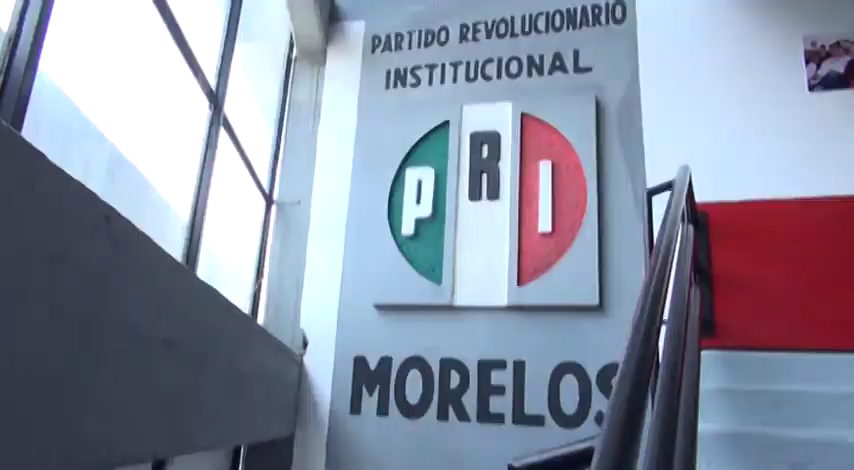 PARTIDO REVOLUCIONARIO
INSTITUCIONAL
PRI
MORELOS